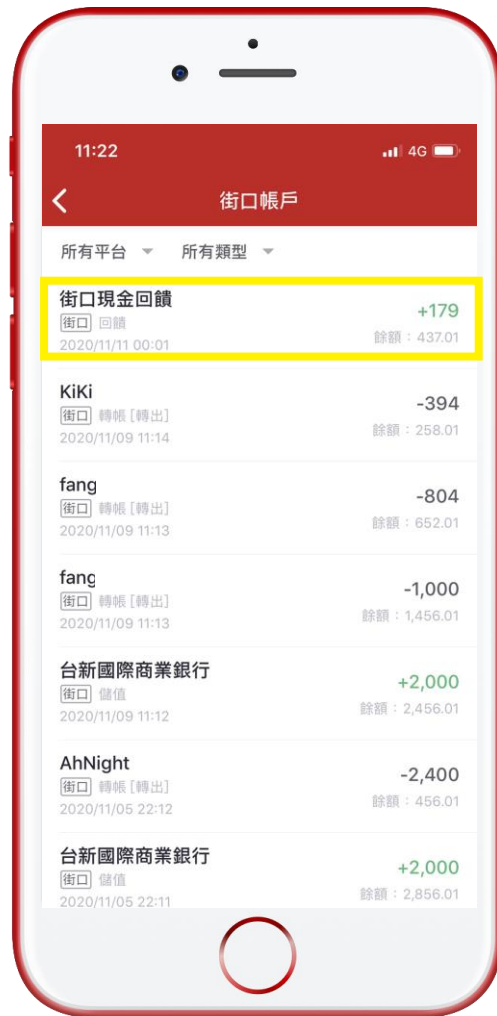 11:22
4G
街口帳戶
所有平台 所有類型
街口現金回饋
+179
街口 回饋
餘額：437.01
2020/11/11 00:01
KiKi
-394
街口 轉帳 [轉出]
餘額：258.01
2020/11/09 11:14
fang
-804
街口 轉帳 [轉出]
餘額：652.01
2020/11/09 11:13
fang
-1,000
街口 轉帳 [轉出]
餘額：1,456.01
2020/11/09 11:13
台新國際商業銀行
+2,000
街口 儲值
餘額：2,456.01
2020/11/09 11:12
AhNight
-2,400
街口 轉帳 [轉出]
餘額：456.01
2020/11/05 22:12
台新國際商業銀行
+2,000
街口 儲值
餘額：2,856.01
2020/11/05 22:11